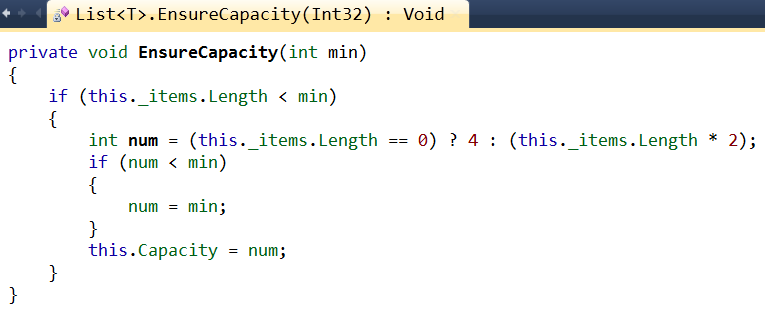 List<T>.EnsureCapacity(Int32) : Void
private void EnsureCapacity(int min)
{
    if (this._items.Length < min)
    {
        int num = (this._items.Length == 0) ? 4 : (this._items.Length * 2);
        if (num < min)
        {
            num = min;
        }
        this.Capacity = num;
    }
}